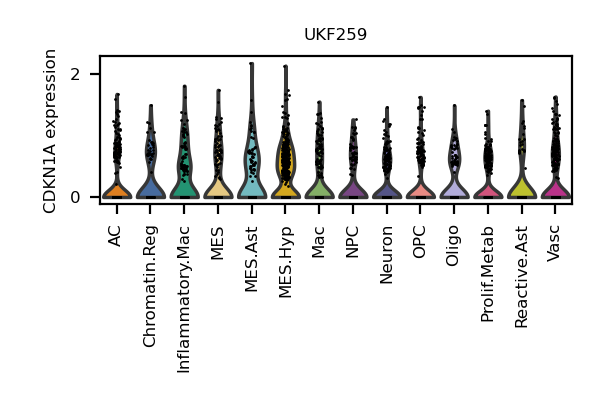 UKF259
CDKN1A expression
2
0
AC
Chromatin.Reg
Inflammatory.Mac
MES
MES.Ast
MES.Hyp
Mac
NPC
Neuron
OPC
Oligo
Prolif.Metab
Reactive.Ast
Vasc